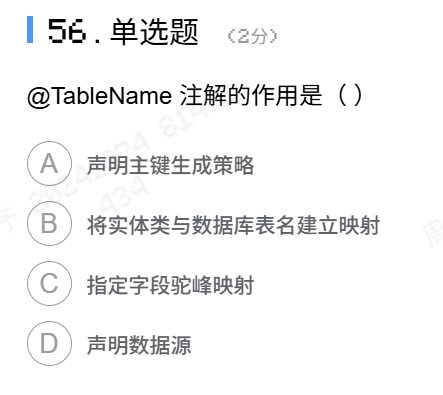 56.单选题 （2分）
@TableName 注解的作用是（ ）
A 声明主键生成策略
B 将实体类与数据库表名建立映射
C 指定字段驼峰映射
D 声明数据源